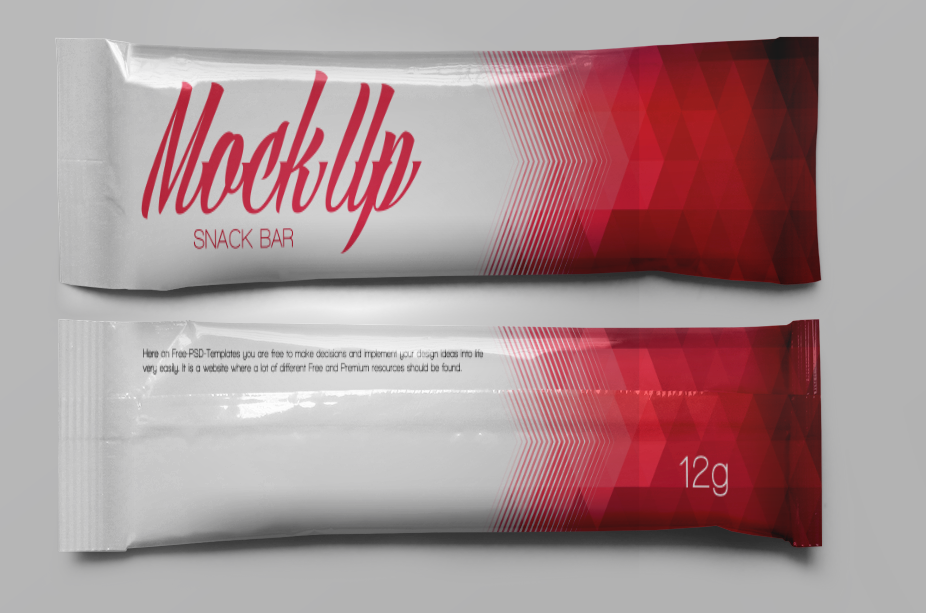 MockUp
SNACK BAR
Here on Free-PSD-Templates you are free to make decisions and implement your design ideas into life
very easily. It is a website where a lot of different Free and Premium resources should be found.
12g